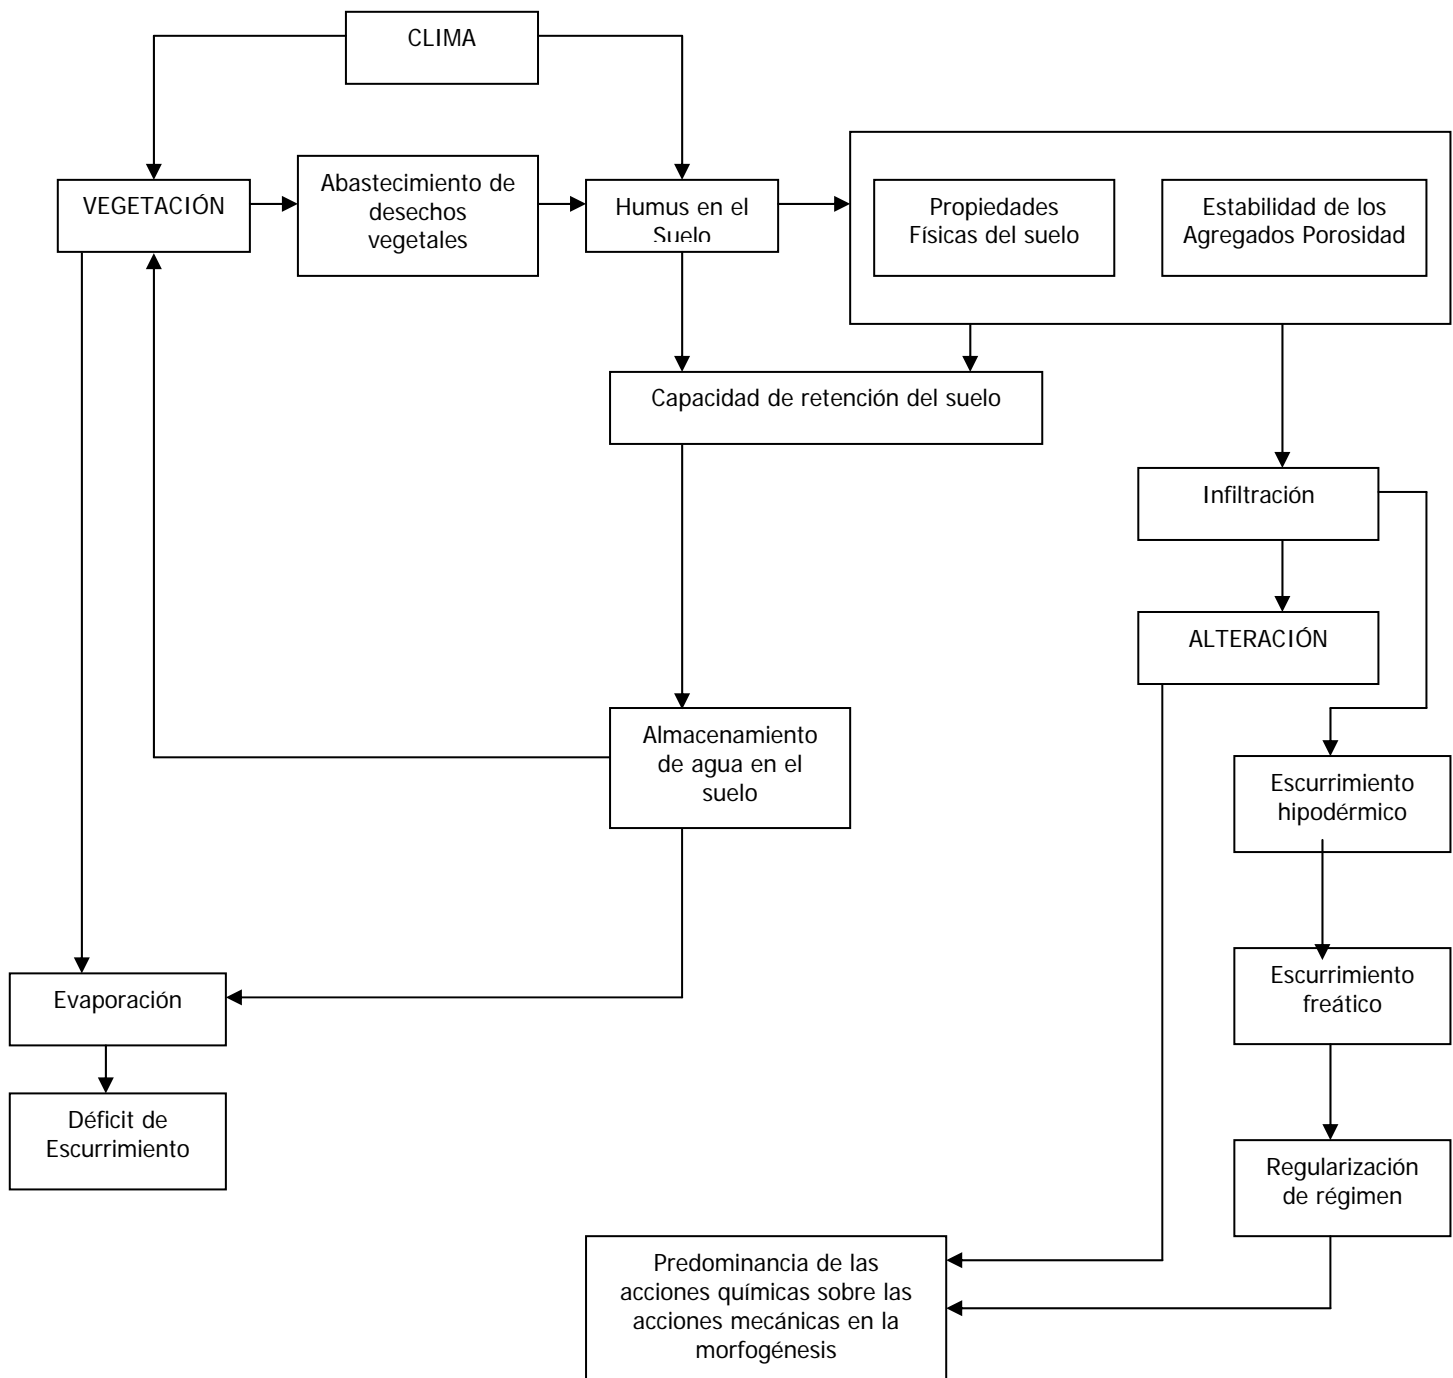 CLIMA
VEGETACIÓN
Abastecimiento de
desechos
vegetales
Humus en el
Suelo
Propiedades
Físicas del suelo
Estabilidad de los
Agregados Porosidad
Capacidad de retención del suelo
Infiltración
ALTERACIÓN
Almacenamiento
de agua en el
suelo
Escurrimiento
hipodérmico
Evaporación
Escurrimiento
freático
Déficit de
Escurrimiento
Regularización
de régimen
Predominancia de las
acciones químicas sobre las
acciones mecánicas en la
morfogénesis